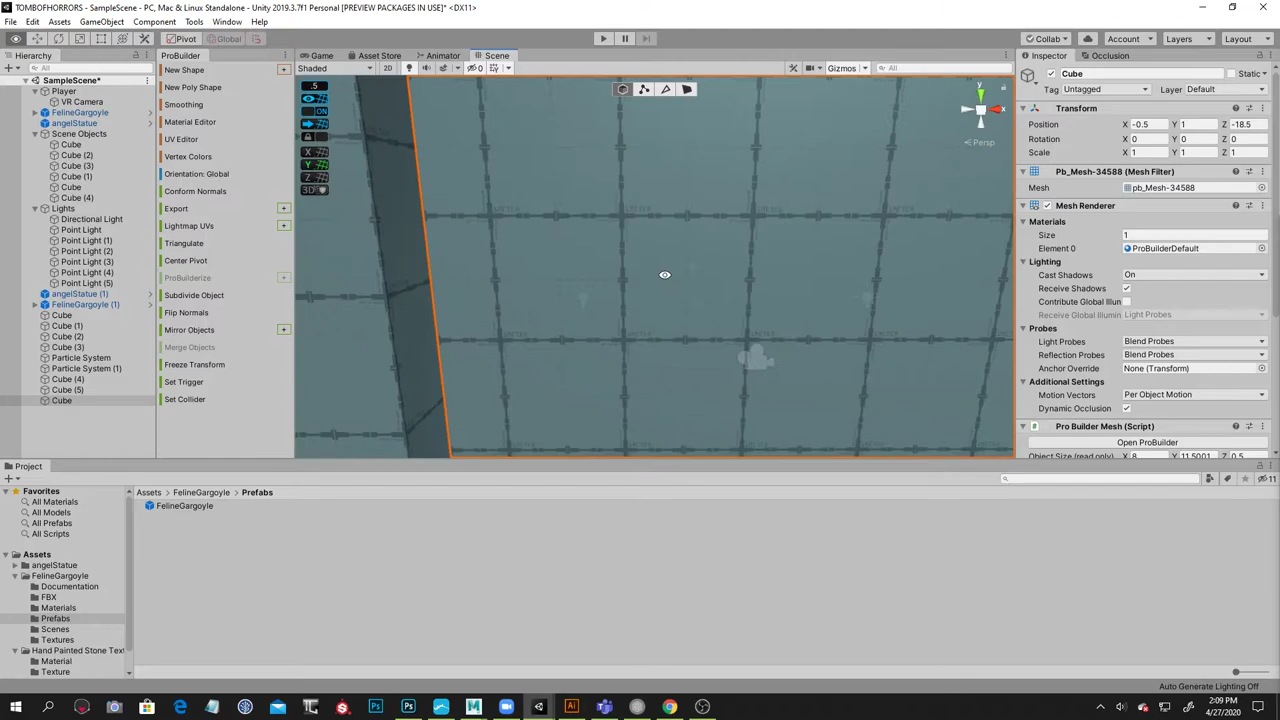 TOMBOFHORRORS - SampleScene - PC, Mac & Linux Standalone - Unity 2019.3.7f1 Personal [PREVIEW PACKAGES IN USE]* <DX11>
File Edit Assets GameObject Component Tools Window Help
Pivot Global Collab Account Layers Layout
Hierarchy
All
SampleScene*
Player
VR Camera
FelineGargoyle
angelStatue
Scene Objects
Cube
Cube (2)
Cube (3)
Cube (1)
Cube
Cube (4)
Lights
Directional Light
Point Light
Point Light (1)
Point Light (2)
Point Light (3)
Point Light (4)
Point Light (5)
angelStatue (1)
FelineGargoyle (1)
Cube
Cube (1)
Cube (2)
Cube (3)
Particle System
Particle System (1)
Cube (4)
Cube (5)
Cube
ProBuilder
New Shape
New Poly Shape
Smoothing
Material Editor
UV Editor
Vertex Colors
Orientation: Global
Conform Normals
Export
Lightmap UVs
Triangulate
Center Pivot
ProBuilderize
Subdivide Object
Flip Normals
Mirror Objects
Merge Objects
Freeze Transform
Set Trigger
Set Collider
Game Asset Store Animator Scene
Shaded 2D 0 Gizmos All
.5
ON
X
Y
Z
3D
y
x
Persp
Inspector Occlusion
Cube Static
Tag Untagged Layer Default
Transform
Position X -0.5 Y 1 Z -18.5
Rotation X 0 Y 0 Z 0
Scale X 1 Y 1 Z 1
Pb_Mesh-34588 (Mesh Filter)
Mesh pb_Mesh-34588
Mesh Renderer
Materials
Size 1
Element 0 ProBuilderDefault
Lighting
Cast Shadows On
Receive Shadows
Contribute Global Illumin
Receive Global Illumin Light Probes
Probes
Light Probes Blend Probes
Reflection Probes Blend Probes
Anchor Override None (Transform)
Additional Settings
Motion Vectors Per Object Motion
Dynamic Occlusion
Pro Builder Mesh (Script)
Open ProBuilder
Object Size (read only) X 8 Y 11.5001 Z 0.5
Project
11
Favorites
All Materials
All Models
All Prefabs
All Scripts
Assets
angelStatue
FelineGargoyle
Documentation
FBX
Materials
Prefabs
Scenes
Textures
Hand Painted Stone Text
Material
Texture
Assets > FelineGargoyle > Prefabs
FelineGargoyle
Auto Generate Lighting Off
Ps Ps M Ai
2:09 PM
4/27/2020